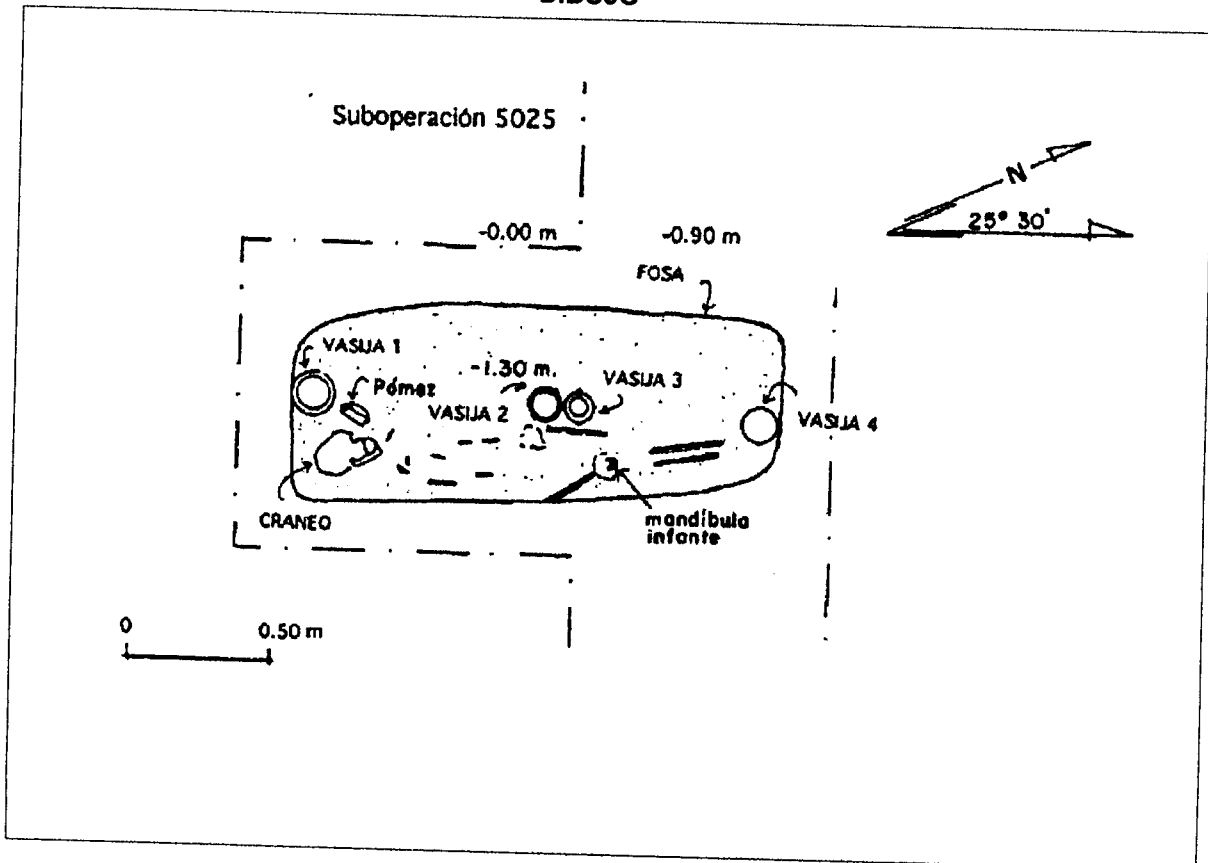 Suboperación 5025
N
25° 30'
-0.00 m
-0.90 m
FOSA
VASIJA 1
Pómez
-1.30 m.
VASIJA 3
VASIJA 2
VASIJA 4
CRANEO
mandíbula
infante
0
0.50 m